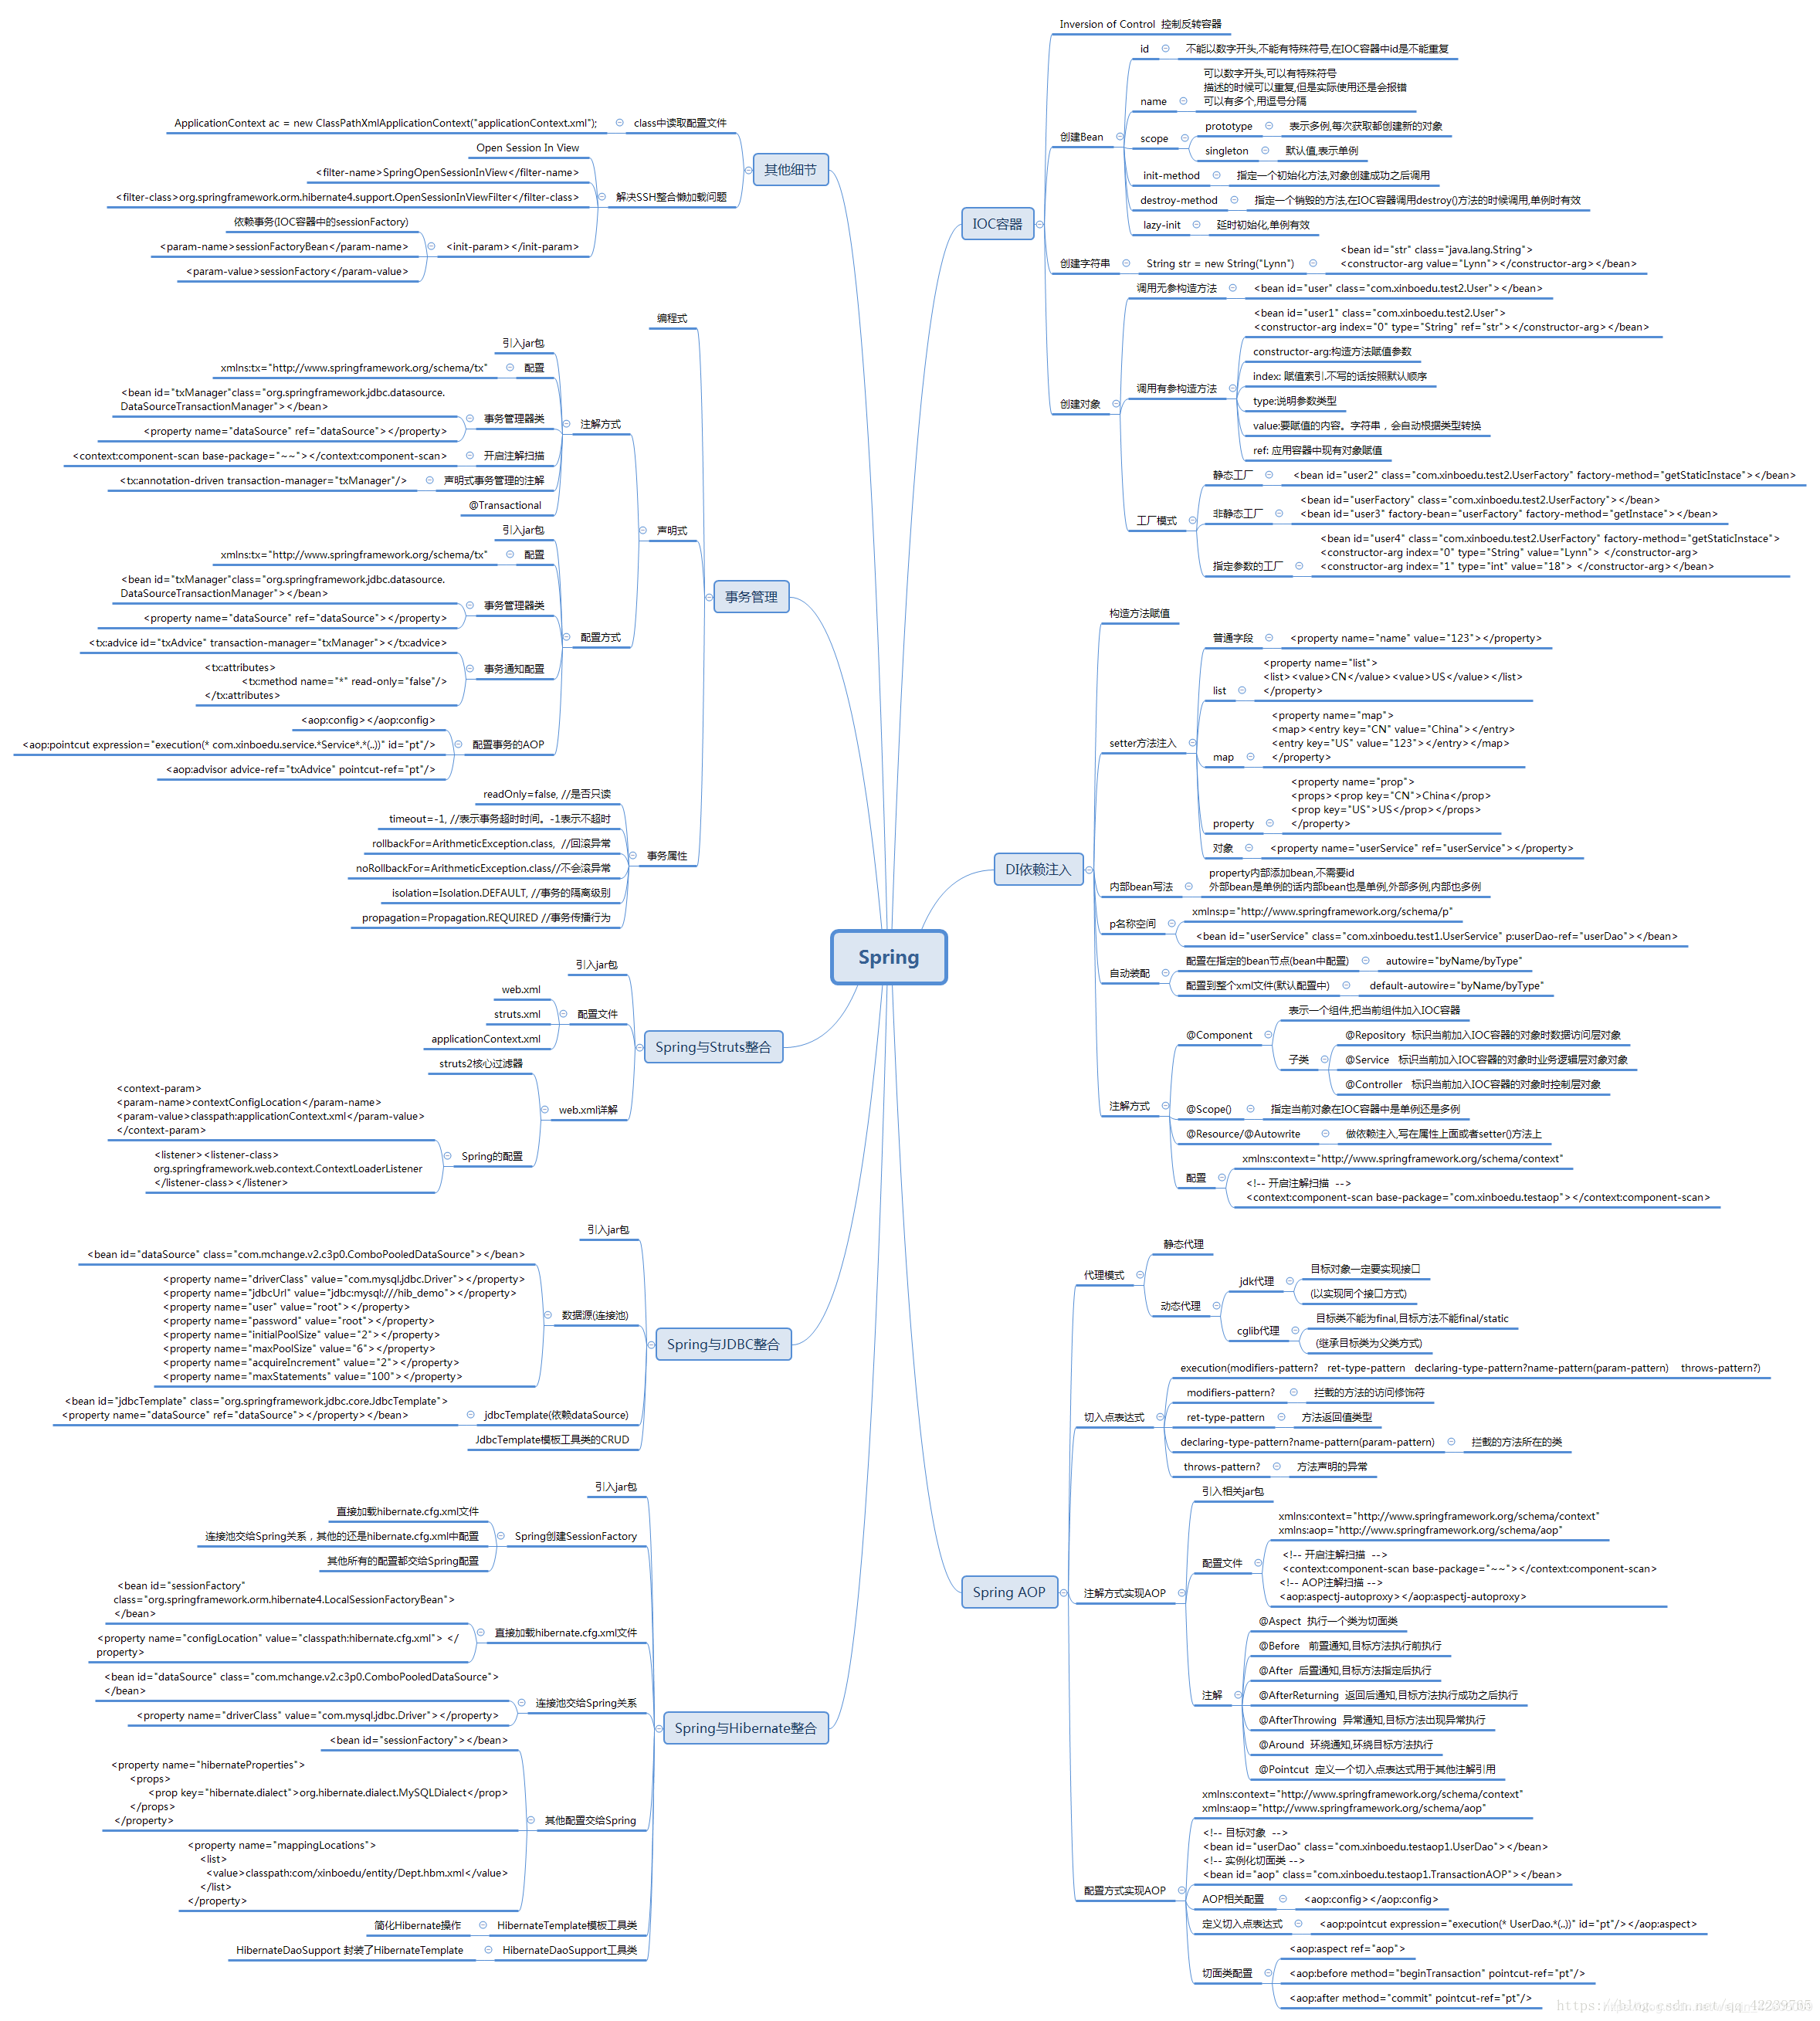 Spring
IOC容器
Inversion of Control  控制反转容器
创建Bean
id
不能以数字开头,不能有特殊符号,在IOC容器中id是不能重复
name
可以数字开头,可以有特殊符号
描述的时候可以重复,但是实际使用还是会报错
可以有多个,用逗号分隔
scope
prototype
表示多例,每次获取都创建新的对象
singleton
默认值,表示单例
init-method
指定一个初始化方法,对象创建成功之后调用
destroy-method
指定一个销毁的方法,在IOC容器调用destroy()方法的时候调用,单例时有效
lazy-init
延时初始化,单例有效
创建字符串
String str = new String("Lynn")
<bean id="str" class="java.lang.String">
<constructor-arg value="Lynn"></constructor-arg></bean>
创建对象
调用无参构造方法
<bean id="user" class="com.xinboedu.test2.User"></bean>
调用有参构造方法
<bean id="user1" class="com.xinboedu.test2.User">
<constructor-arg index="0" type="String" ref="str"></constructor-arg></bean>
constructor-arg:构造方法赋值参数
index: 赋值索引,不写的话按照默认顺序
type:说明参数类型
value:要赋值的内容。字符串，会自动根据类型转换
ref: 应用容器中现有对象赋值
工厂模式
静态工厂
<bean id="user2" class="com.xinboedu.test2.UserFactory" factory-method="getStaticInstace"></bean>
非静态工厂
<bean id="userFactory" class="com.xinboedu.test2.UserFactory"></bean>
<bean id="user3" factory-bean="userFactory" factory-method="getInstace"></bean>
指定参数的工厂
<bean id="user4" class="com.xinboedu.test2.UserFactory" factory-method="getStaticInstace">
<constructor-arg index="0" type="String" value="Lynn"> </constructor-arg>
<constructor-arg index="1" type="int" value="18"> </constructor-arg></bean>
DI依赖注入
构造方法赋值
setter方法注入
普通字段
<property name="name" value="123"></property>
list
<property name="list">
<list><value>CN</value><value>US</value></list>
</property>
map
<property name="map">
<map><entry key="CN" value="China"></entry>
<entry key="US" value="123"></entry></map>
</property>
property
<property name="prop">
<props><prop key="CN">China</prop>
<prop key="US">US</prop></props>
</property>
对象
<property name="userService" ref="userService"></property>
内部bean写法
property内部添加bean,不需要id
外部bean是单例的话内部bean也是单例,外部多例,内部也多例
p名称空间
xmlns:p="http://www.springframework.org/schema/p"
<bean id="userService" class="com.xinboedu.test1.UserService" p:userDao-ref="userDao"></bean>
自动装配
配置在指定的bean节点(bean中配置)
autowire="byName/byType"
配置到整个xml文件(默认配置中)
default-autowire="byName/byType"
注解方式
@Component
表示一个组件,把当前组件加入IOC容器
子类
@Repository  标识当前加入IOC容器的对象时数据访问层对象
@Service   标识当前加入IOC容器的对象时业务逻辑层对象对象
@Controller   标识当前加入IOC容器的对象时控制层对象
@Scope()
指定当前对象在IOC容器中是单例还是多例
@Resource/@Autowrite
做依赖注入,写在属性上面或者setter()方法上
配置
xmlns:context="http://www.springframework.org/schema/context"
<!-- 开启注解扫描  -->
<context:component-scan base-package="com.xinboedu.testaop"></context:component-scan>
Spring AOP
代理模式
静态代理
动态代理
jdk代理
目标对象一定要实现接口
(以实现同个接口方式)
cglib代理
目标类不能为final,目标方法不能final/static
(继承目标类为父类方式)
切入点表达式
execution(modifiers-pattern?   ret-type-pattern   declaring-type-pattern?name-pattern(param-pattern)    throws-pattern?)
modifiers-pattern?
拦截的方法的访问修饰符
ret-type-pattern
方法返回值类型
declaring-type-pattern?name-pattern(param-pattern)
拦截的方法所在的类
throws-pattern?
方法声明的异常
注解方式实现AOP
引入相关jar包
配置文件
xmlns:context="http://www.springframework.org/schema/context"
xmlns:aop="http://www.springframework.org/schema/aop"
<!-- 开启注解扫描  -->
<context:component-scan base-package="~~"></context:component-scan>
<!-- AOP注解扫描 -->
<aop:aspectj-autoproxy></aop:aspectj-autoproxy>
注解
@Aspect  执行一个类为切面类
@Before   前置通知,目标方法执行前执行
@After  后置通知,目标方法指定后执行
@AfterReturning  返回后通知,目标方法执行成功之后执行
@AfterThrowing  异常通知,目标方法出现异常执行
@Around  环绕通知,环绕目标方法执行
@Pointcut  定义一个切入点表达式用于其他注解引用
配置方式实现AOP
xmlns:context="http://www.springframework.org/schema/context"
xmlns:aop="http://www.springframework.org/schema/aop"
<!-- 目标对象  -->
<bean id="userDao" class="com.xinboedu.testaop1.UserDao"></bean>
<!-- 实例化切面类 -->
<bean id="aop" class="com.xinboedu.testaop1.TransactionAOP"></bean>
AOP相关配置
<aop:config></aop:config>
定义切入点表达式
<aop:pointcut expression="execution(* UserDao.*(..))" id="pt"/></aop:aspect>
切面类配置
<aop:aspect ref="aop">
<aop:before method="beginTransaction" pointcut-ref="pt"/>
<aop:after method="commit" pointcut-ref="pt"/>
其他细节
class中读取配置文件
ApplicationContext ac = new ClassPathXmlApplicationContext("applicationContext.xml");
解决SSH整合懒加载问题
Open Session In View
<filter-name>SpringOpenSessionInView</filter-name>
<filter-class>org.springframework.orm.hibernate4.support.OpenSessionInViewFilter</filter-class>
<init-param></init-param>
依赖事务(IOC容器中的sessionFactory)
<param-name>sessionFactoryBean</param-name>
<param-value>sessionFactory</param-value>
事务管理
编程式
声明式
注解方式
引入jar包
配置
xmlns:tx="http://www.springframework.org/schema/tx"
事务管理器类
<bean id="txManager"class="org.springframework.jdbc.datasource.
DataSourceTransactionManager"></bean>
<property name="dataSource" ref="dataSource"></property>
开启注解扫描
<context:component-scan base-package="~~"></context:component-scan>
声明式事务管理的注解
<tx:annotation-driven transaction-manager="txManager"/>
@Transactional
配置方式
引入jar包
配置
xmlns:tx="http://www.springframework.org/schema/tx"
事务管理器类
<bean id="txManager"class="org.springframework.jdbc.datasource.
DataSourceTransactionManager"></bean>
<property name="dataSource" ref="dataSource"></property>
事务通知配置
<tx:advice id="txAdvice" transaction-manager="txManager"></tx:advice>
<tx:attributes>
<tx:method name="*" read-only="false"/>
</tx:attributes>
配置事务的AOP
<aop:config></aop:config>
<aop:pointcut expression="execution(* com.xinboedu.service.*Service*.*(..))" id="pt"/>
<aop:advisor advice-ref="txAdvice" pointcut-ref="pt"/>
事务属性
readOnly=false, //是否只读
timeout=-1, //表示事务超时时间。-1表示不超时
rollbackFor=ArithmeticException.class,  //回滚异常
noRollbackFor=ArithmeticException.class//不会滚异常
isolation=Isolation.DEFAULT, //事务的隔离级别
propagation=Propagation.REQUIRED //事务传播行为
Spring与Struts整合
引入jar包
配置文件
web.xml
struts.xml
applicationContext.xml
web.xml详解
struts2核心过滤器
Spring的配置
<context-param>
<param-name>contextConfigLocation</param-name>
<param-value>classpath:applicationContext.xml</param-value>
</context-param>
<listener><listener-class>
org.springframework.web.context.ContextLoaderListener
</listener-class></listener>
Spring与JDBC整合
引入jar包
数据源(连接池)
<bean id="dataSource" class="com.mchange.v2.c3p0.ComboPooledDataSource"></bean>
<property name="driverClass" value="com.mysql.jdbc.Driver"></property>
<property name="jdbcUrl" value="jdbc:mysql:///hib_demo"></property>
<property name="user" value="root"></property>
<property name="password" value="root"></property>
<property name="initialPoolSize" value="2"></property>
<property name="maxPoolSize" value="6"></property>
<property name="acquireIncrement" value="2"></property>
<property name="maxStatements" value="100"></property>
jdbcTemplate(依赖dataSource)
<bean id="jdbcTemplate" class="org.springframework.jdbc.core.JdbcTemplate">
<property name="dataSource" ref="dataSource"></property></bean>
JdbcTemplate模板工具类的CRUD
Spring与Hibernate整合
引入jar包
Spring创建SessionFactory
直接加载hibernate.cfg.xml文件
连接池交给Spring关系，其他的还是hibernate.cfg.xml中配置
其他所有的配置都交给Spring配置
直接加载hibernate.cfg.xml文件
<bean id="sessionFactory"
class="org.springframework.orm.hibernate4.LocalSessionFactoryBean">
</bean>
<property name="configLocation" value="classpath:hibernate.cfg.xml"> </
property>
连接池交给Spring关系
<bean id="dataSource" class="com.mchange.v2.c3p0.ComboPooledDataSource">
</bean>
<property name="driverClass" value="com.mysql.jdbc.Driver"></property>
其他配置交给Spring
<bean id="sessionFactory"></bean>
<property name="hibernateProperties">
<props>
<prop key="hibernate.dialect">org.hibernate.dialect.MySQLDialect</prop>
</props>
</property>
<property name="mappingLocations">
<list>
<value>classpath:com/xinboedu/entity/Dept.hbm.xml</value>
</list>
</property>
HibernateTemplate模板工具类
简化Hibernate操作
HibernateDaoSupport工具类
HibernateDaoSupport 封装了HibernateTemplate
https://blog.csdn.net/qq_42239765